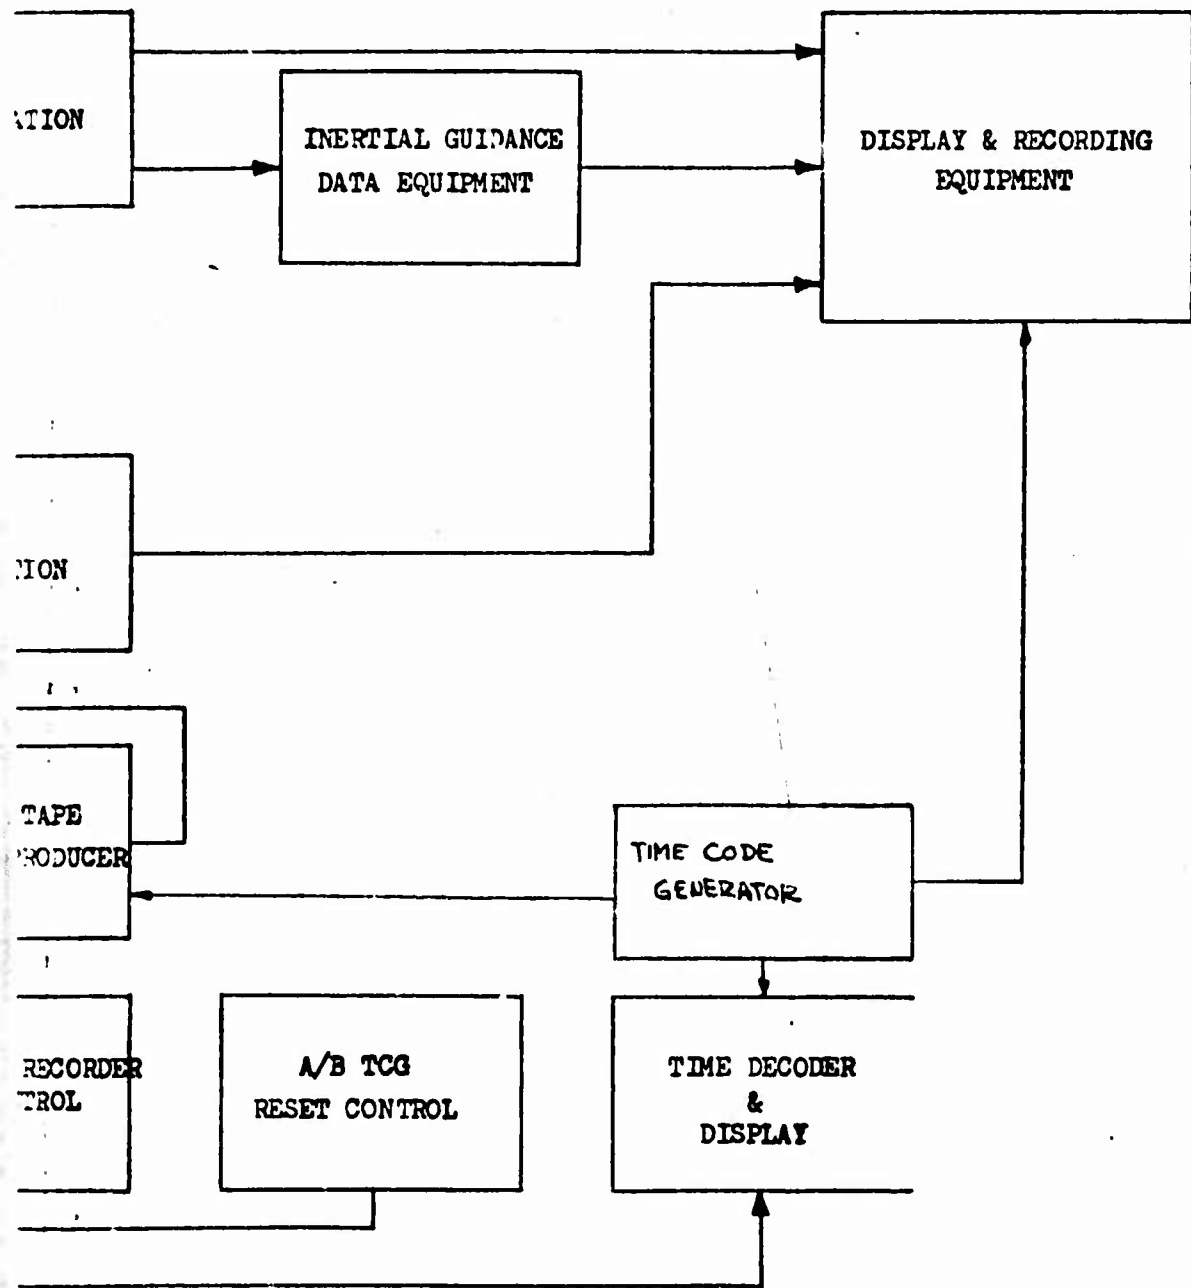 ATION
INERTIAL GUIDANCE
DATA EQUIPMENT
DISPLAY & RECORDING
EQUIPMENT
TION
TAPE
PRODUCER
TIME CODE
GENERATOR
RECORDER
TROL
A/B TCG
RESET CONTROL
TIME DECODER
&
DISPLAY